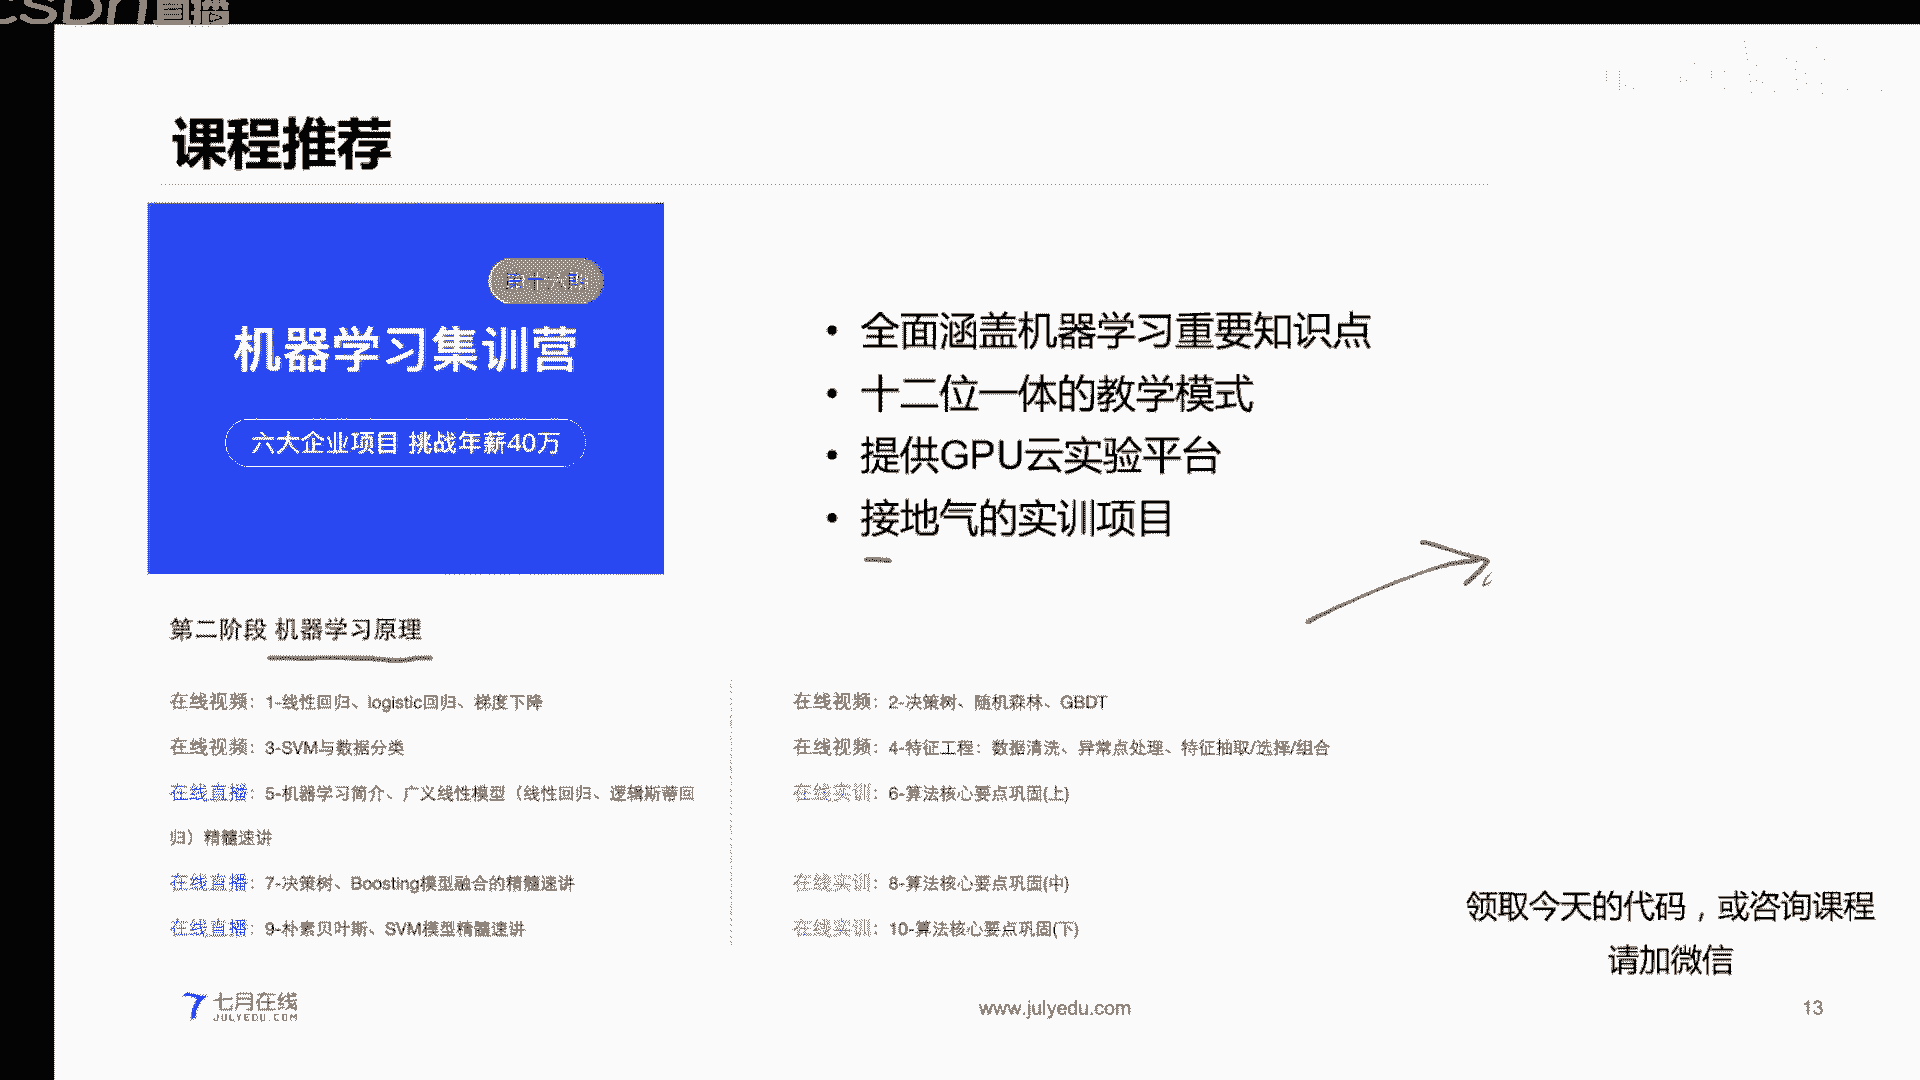 CSDN直播
课程推荐
机器学习集训营
六大企业项目 挑战年薪40万
• 全面涵盖机器学习重要知识点
• 十二位一体的教学模式
• 提供GPU云实验平台
• 接地气的实训项目
第二阶段 机器学习原理
在线视频：1-线性回归、logistic回归、梯度下降
在线视频：2-决策树、随机森林、GBDT
在线视频：3-SVM与数据分类
在线视频：4-特征工程：数据清洗、异常点处理、特征抽取/选择/组合
在线直播：5-机器学习简介、广义线性模型（线性回归、逻辑斯蒂回
归）精髓速讲
在线实训：6-算法核心要点巩固(上)
在线直播：7-决策树、Boosting模型融合的精髓速讲
在线实训：8-算法核心要点巩固(中)
在线直播：9-朴素贝叶斯、SVM模型精髓速讲
在线实训：10-算法核心要点巩固(下)
领取今天的代码，或咨询课程
请加微信
七月在线
JULYEDU.COM
www.julyedu.com
13